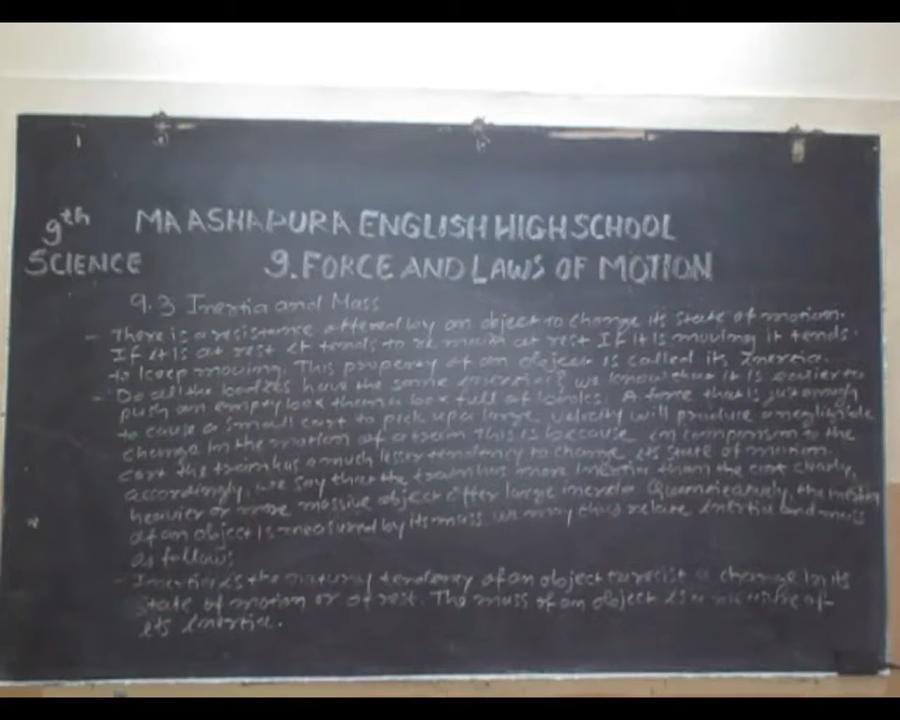 9th
SCIENCE
MAASHAPURA ENGLISH HIGH SCHOOL
9. FORCE AND LAWS OF MOTION
9.3 Inertia and Mass
- There is a resistance offered by an object to change its state of motion.
If it is at rest it tends to remain at rest If it is moving it tends
to keep moving. This property of an object is called its Inertia.
- Do all the bodies have the same inertia? we know that it is easier to
push an empty box than a box full of books. A force that is just enough
to cause a small cart to pick up a large velocity will produce a negligible
change in the motion of a train This is because in comparison to the
cart the train has a much lesser tendency to change its state of motion.
accordingly, we say that the train has more inertia than the cart clearly,
heavier or more massive object offer large inertia Quantitatively, the inertia
of an object is measured by its mass. we may thus relate inertia and mass
as follows
- Inertia is the natural tendency of an object to resist a change in its
state of motion or of rest. The mass of an object is a measure of
its inertia.